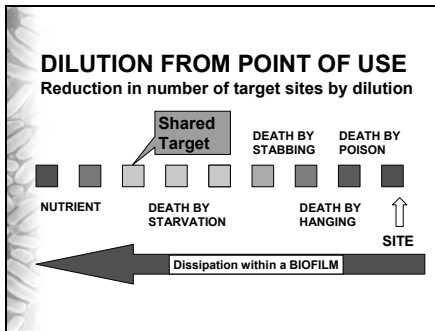 DILUTION FROM POINT OF USE
Reduction in number of target sites by dilution
Shared
Target
DEATH BY
STABBING
DEATH BY
POISON
NUTRIENT
DEATH BY
STARVATION
DEATH BY
HANGING
SITE
Dissipation within a BIOFILM